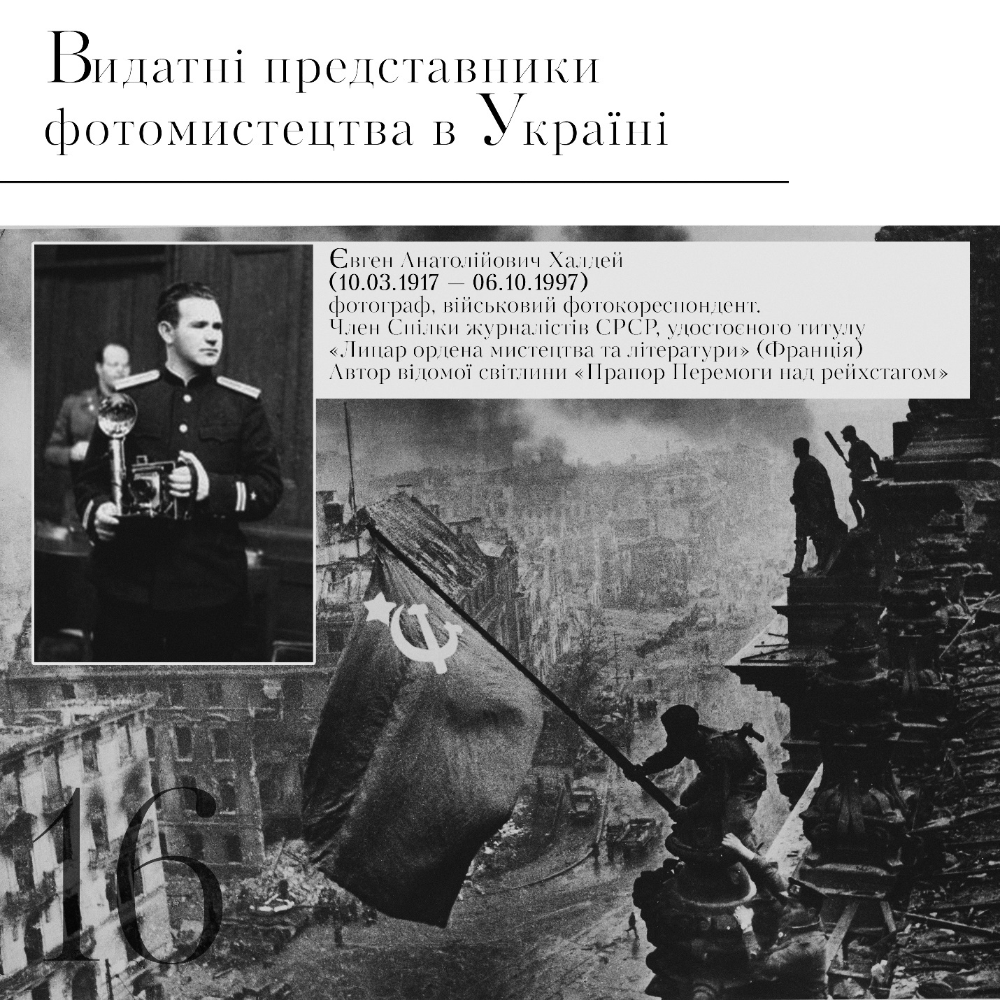 Видатні представники
фотомистецтва в Україні
Євген Анатолійович Халдей
(10.03.1917 — 06.10.1997)
фотограф, військовий фотокореспондент.
Член Спілки журналістів СРСР, удостоєного титулу
«Лицар ордена мистецтва та літератури» (Франція)
Автор відомої світлини «Прапор Перемоги над рейхстагом»
16